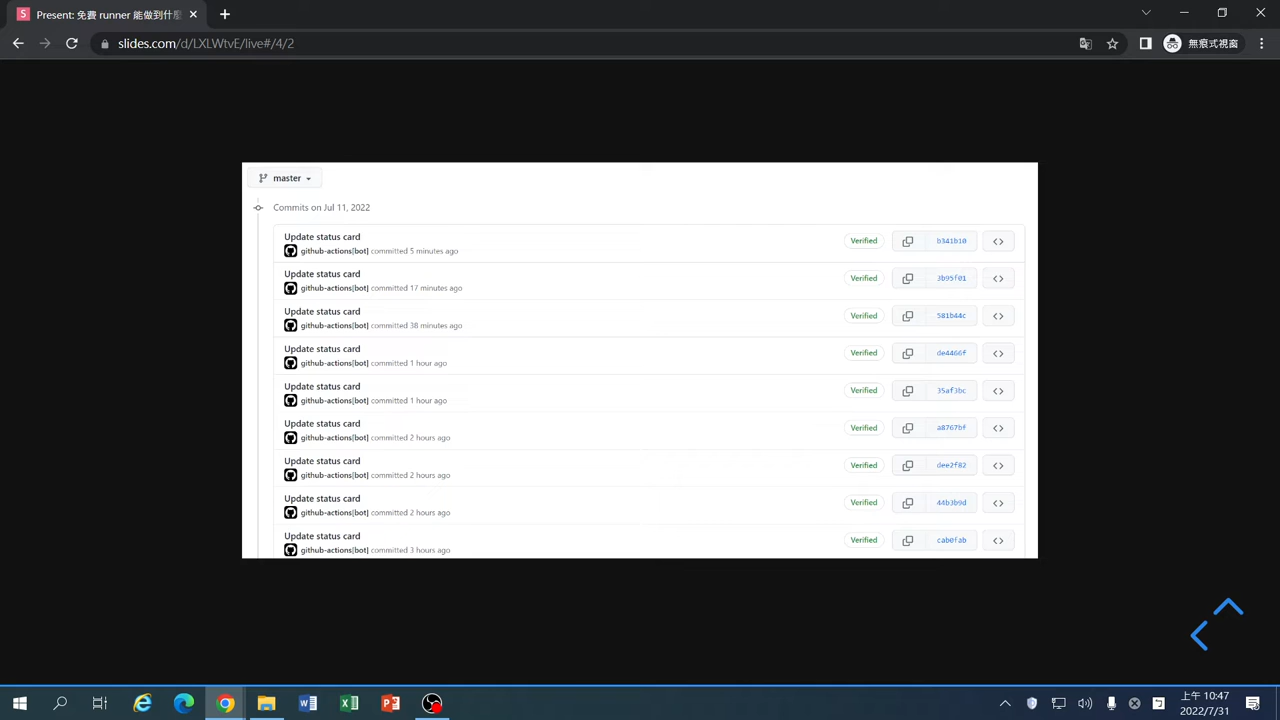 Present: 免費 runner 能做到什
slides.com/d/LXLWtvE/live#/4/2
無痕式視窗
master
Commits on Jul 11, 2022
Update status card
github-actions[bot] committed 5 minutes ago
Verified
b341b10
Update status card
github-actions[bot] committed 17 minutes ago
Verified
3b95f01
Update status card
github-actions[bot] committed 38 minutes ago
Verified
581b44c
Update status card
github-actions[bot] committed 1 hour ago
Verified
de4466f
Update status card
github-actions[bot] committed 1 hour ago
Verified
35af3bc
Update status card
github-actions[bot] committed 2 hours ago
Verified
a8767bf
Update status card
github-actions[bot] committed 2 hours ago
Verified
dee2f82
Update status card
github-actions[bot] committed 2 hours ago
Verified
44b3b9d
Update status card
github-actions[bot] committed 3 hours ago
Verified
cab0fab
上午 10:47
2022/7/31